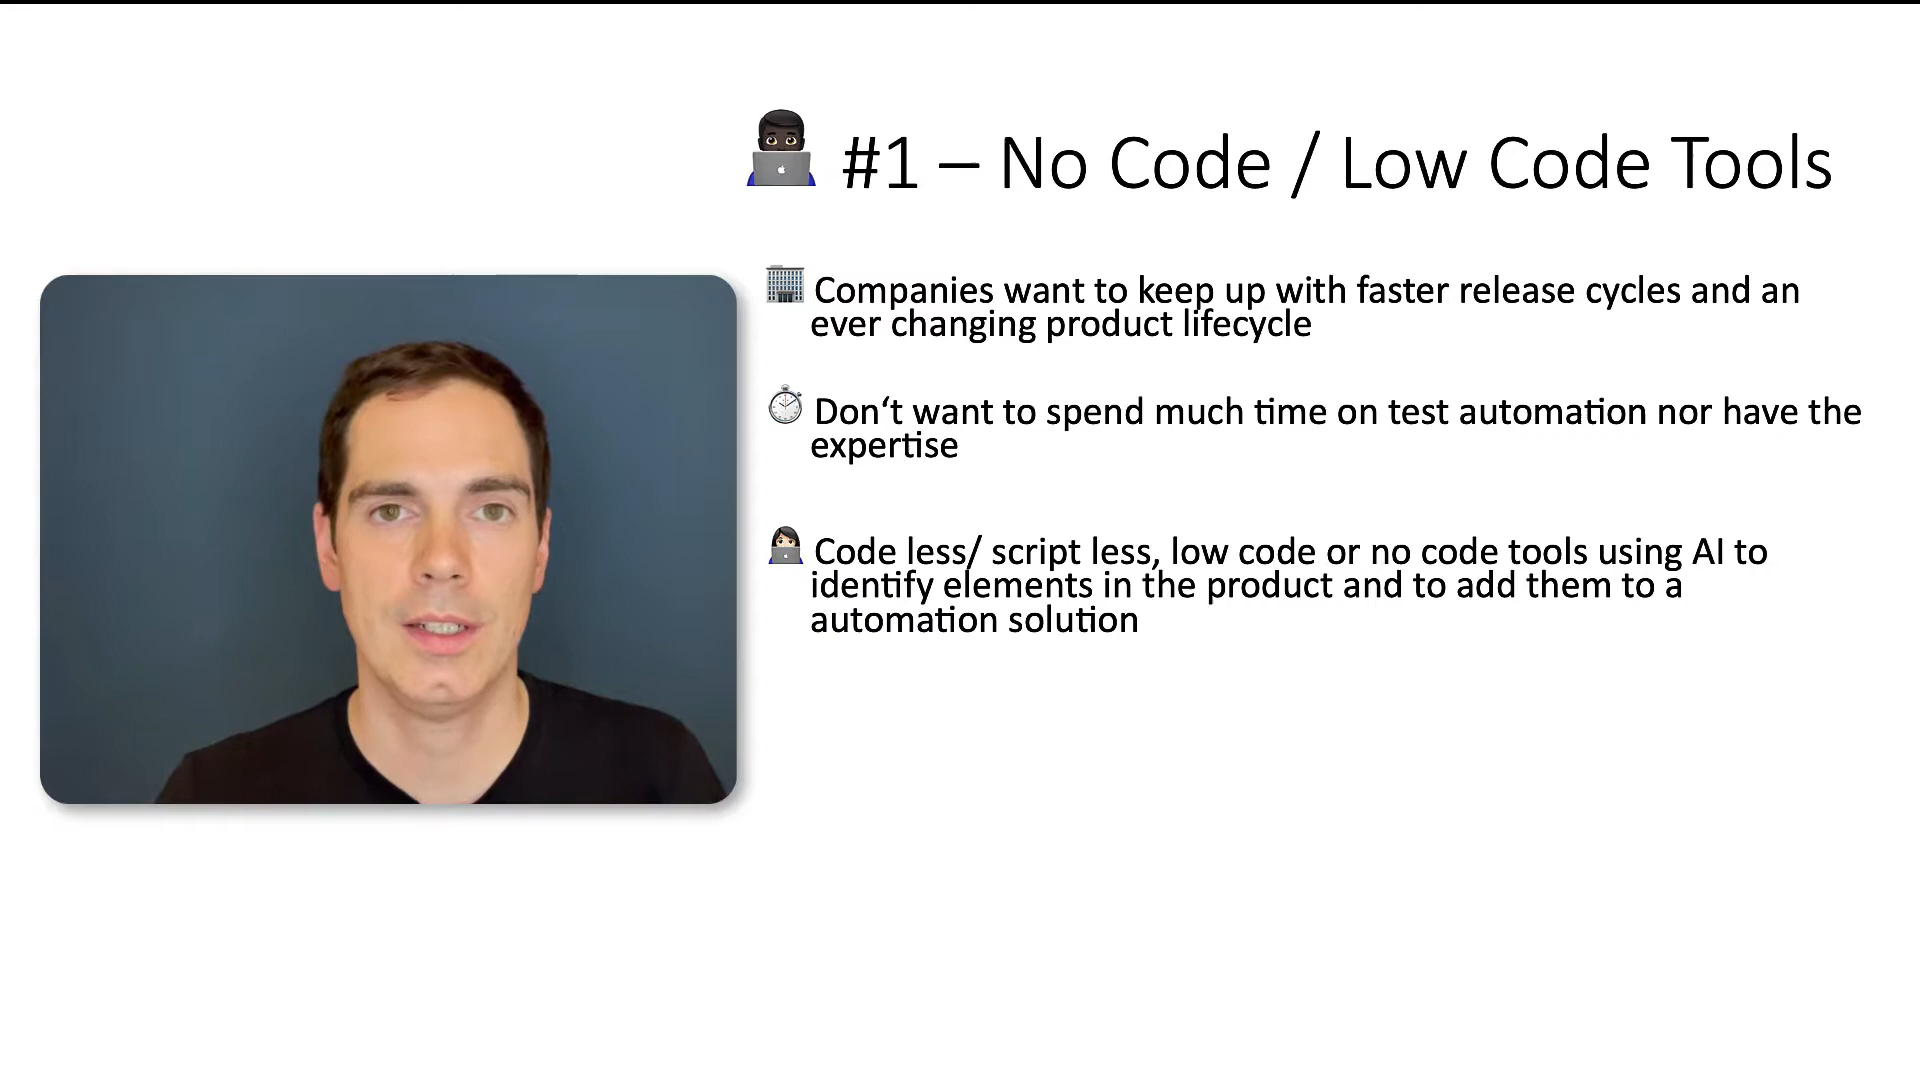 #1 – No Code / Low Code Tools
Companies want to keep up with faster release cycles and an
ever changing product lifecycle
Don‘t want to spend much time on test automation nor have the
expertise
Code less/ script less, low code or no code tools using AI to
identify elements in the product and to add them to a
automation solution